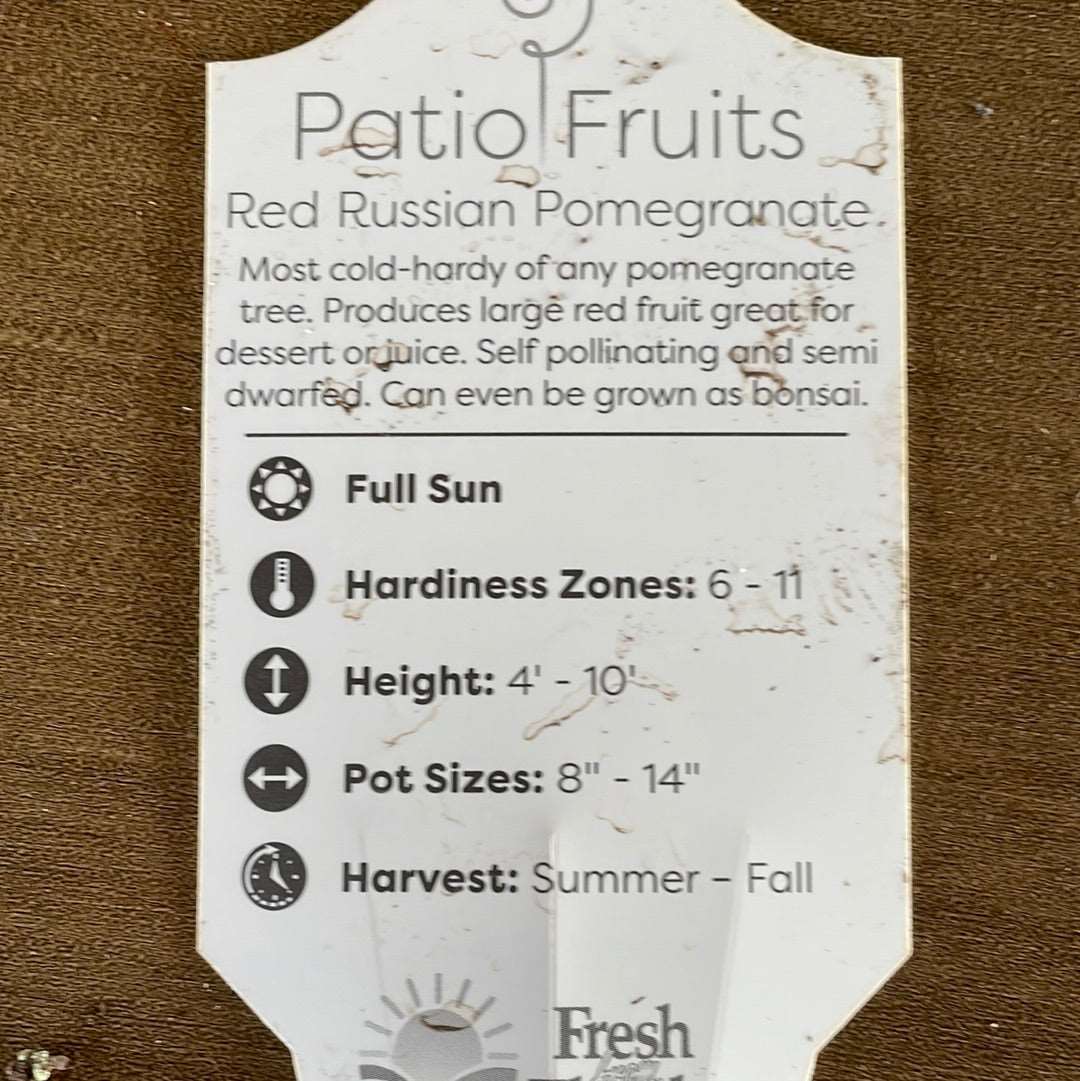 Patio Fruits
Red Russian Pomegranate
Most cold-hardy of any pomegranate
tree. Produces large red fruit great for
dessert or juice. Self pollinating and semi
dwarfed. Can even be grown as bonsai.
Full Sun
Hardiness Zones: 6 - 11
Height: 4' - 10'
Pot Sizes: 8" - 14"
Harvest: Summer - Fall
Fresh